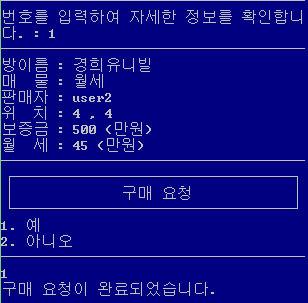 번호를 입력하여 자세한 정보를 확인합니
다. : 1
방이름 : 경희유니빌
매 물 : 월세
판매자 : user2
위 치 : 4 , 4
보증금 : 500 (만원)
월 세 : 45 (만원)
구매 요청
1. 예
2. 아니오
1
구매 요청이 완료되었습니다.